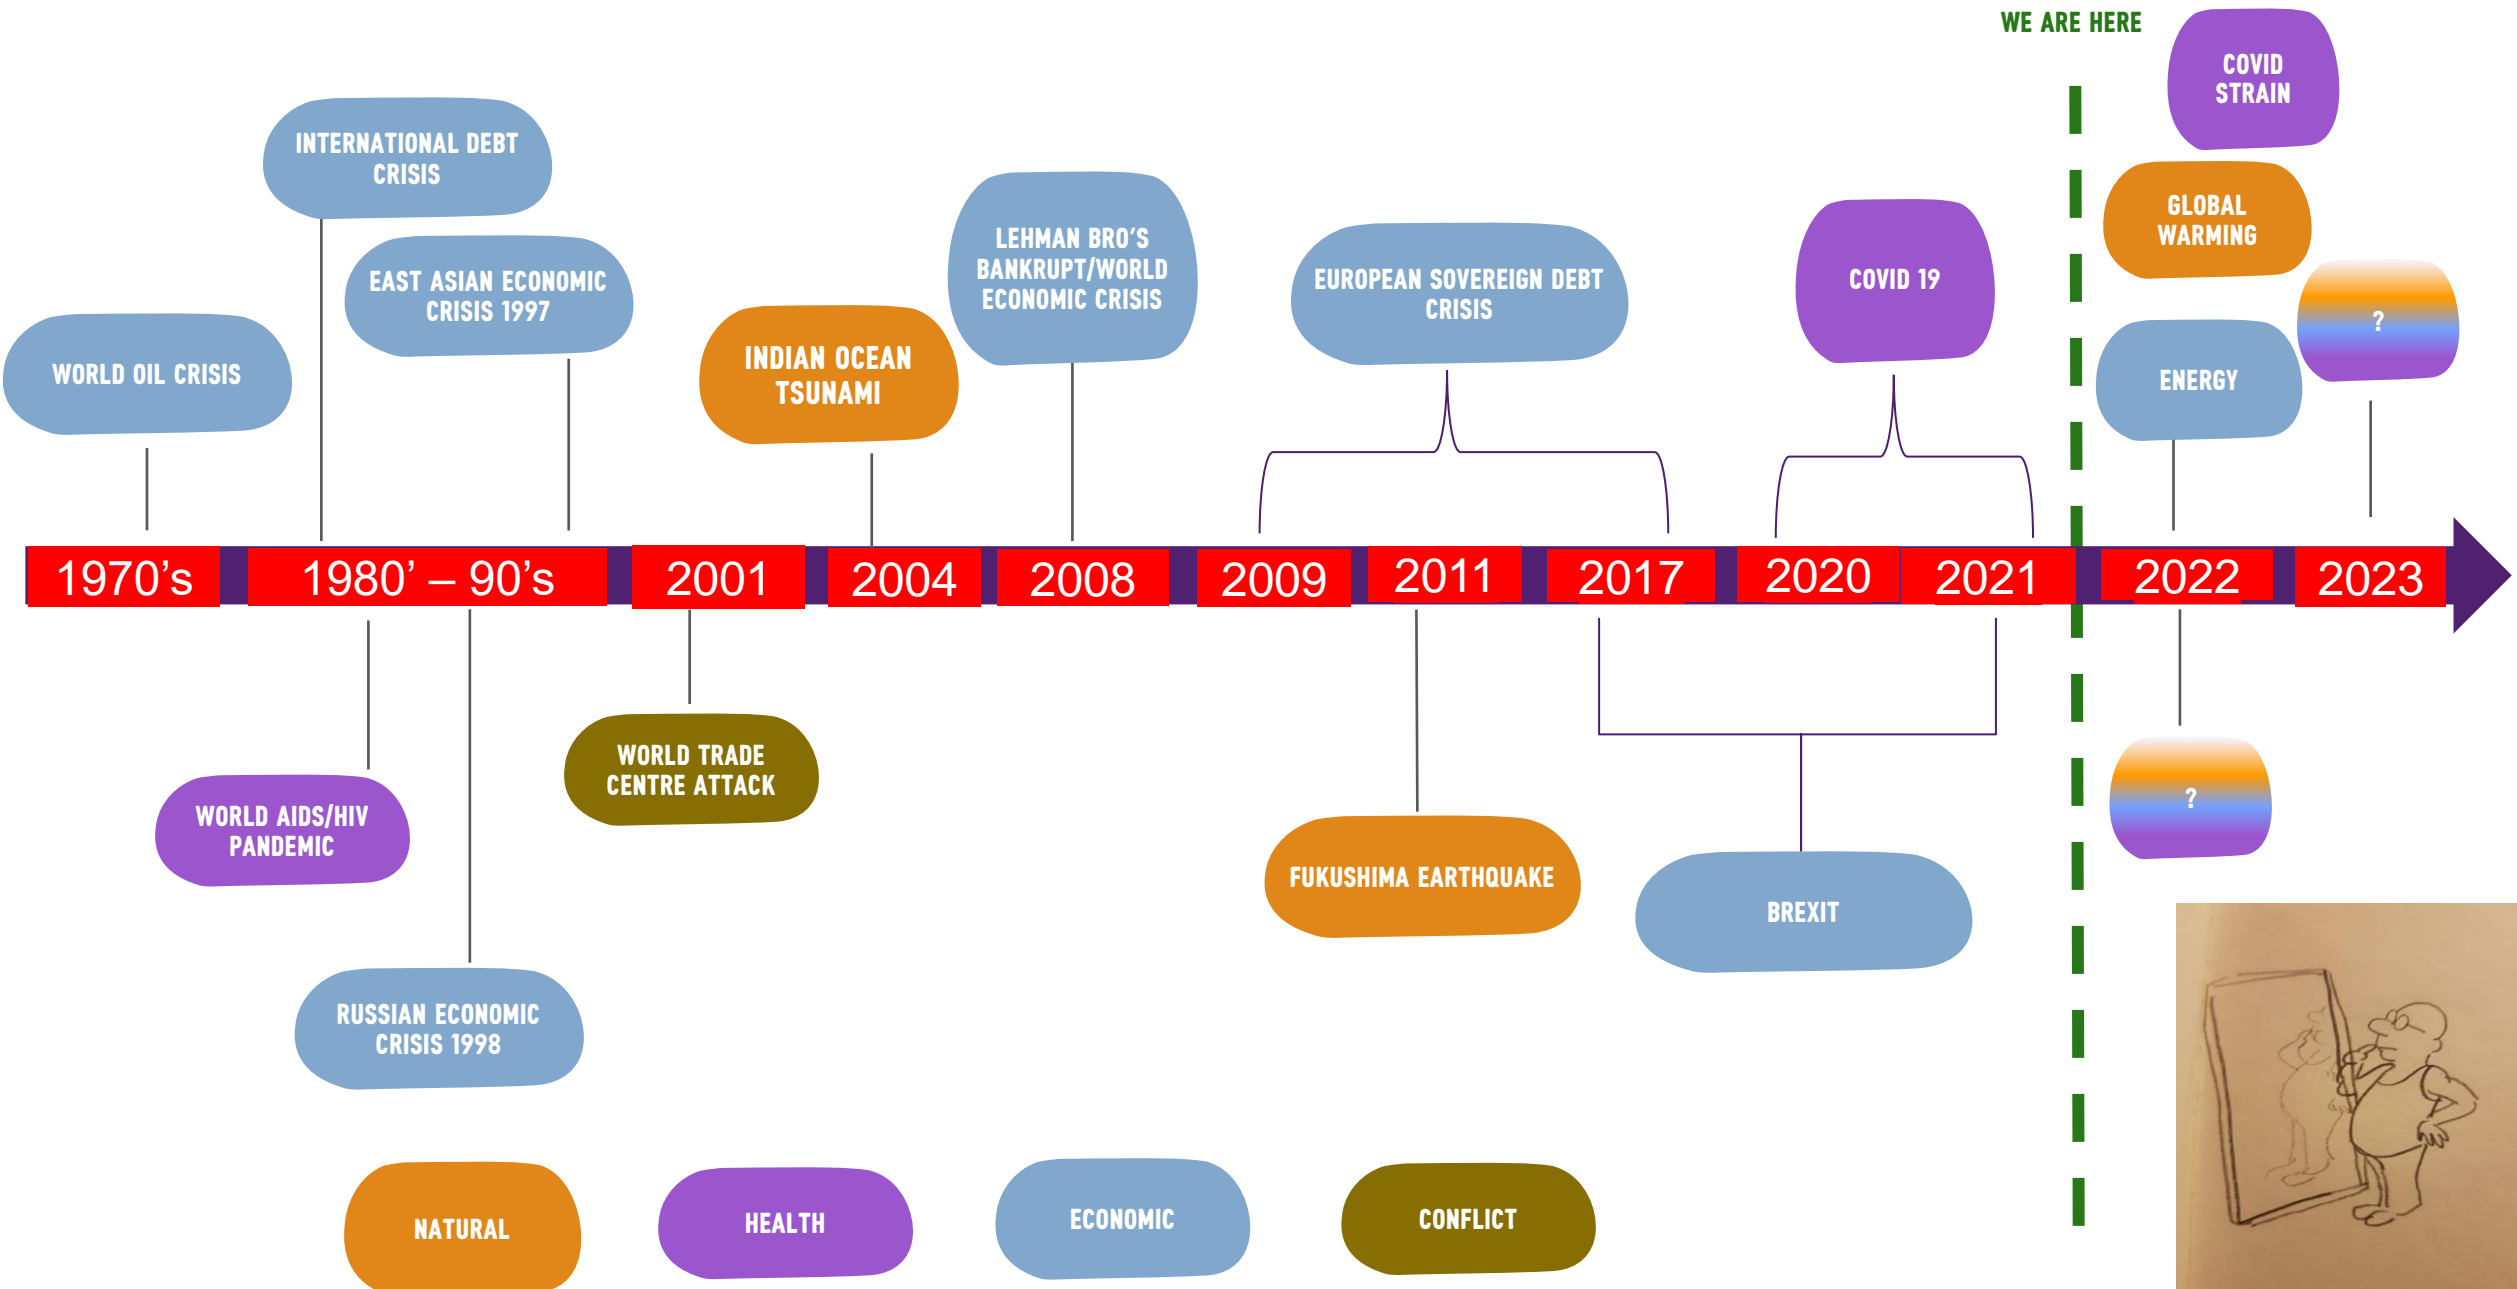 WE ARE HERE
COVID
STRAIN
INTERNATIONAL DEBT
CRISIS
GLOBAL
WARMING
LEHMAN BRO'S
BANKRUPT/WORLD
ECONOMIC CRISIS
EAST ASIAN ECONOMIC
CRISIS 1997
EUROPEAN SOVEREIGN DEBT
CRISIS
COVID 19
?
WORLD OIL CRISIS
INDIAN OCEAN
TSUNAMI
ENERGY
1970's
1980' – 90's
2001
2004
2008
2009
2011
2017
2020
2021
2022
2023
WORLD TRADE
CENTRE ATTACK
WORLD AIDS/HIV
PANDEMIC
?
FUKUSHIMA EARTHQUAKE
BREXIT
RUSSIAN ECONOMIC
CRISIS 1998
NATURAL
HEALTH
ECONOMIC
CONFLICT